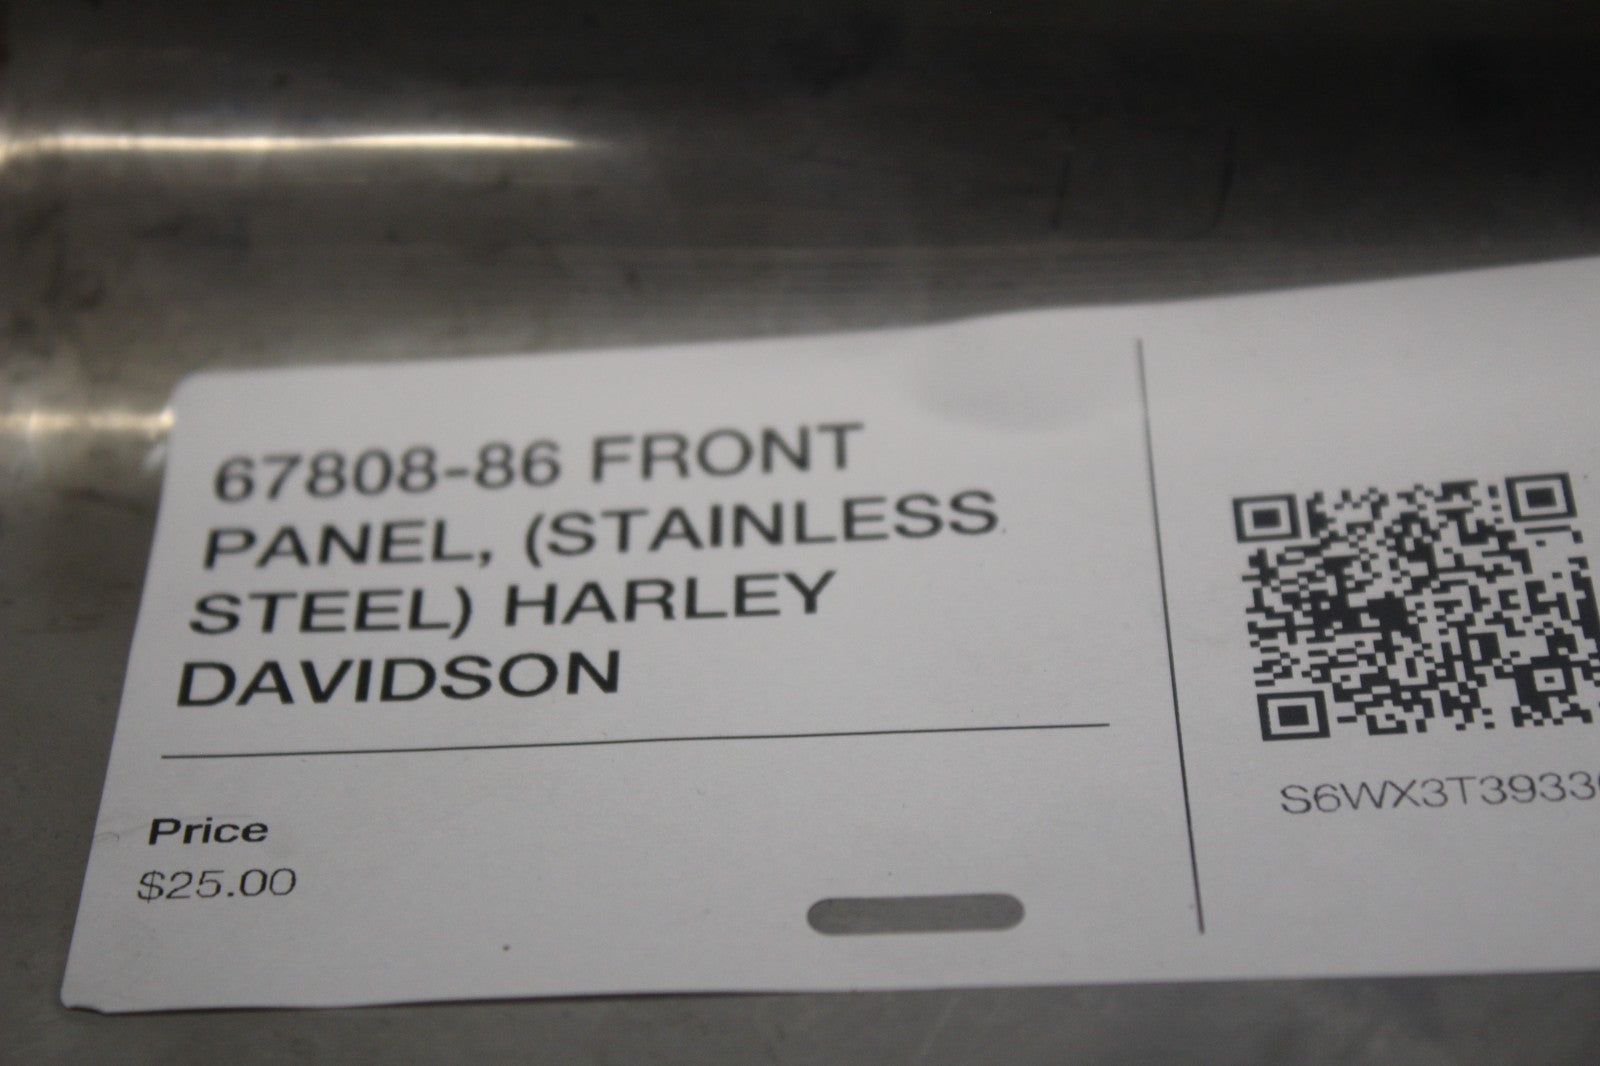 67808-86 FRONT
PANEL, (STAINLESS
STEEL) HARLEY
DAVIDSON
Price
$25.00